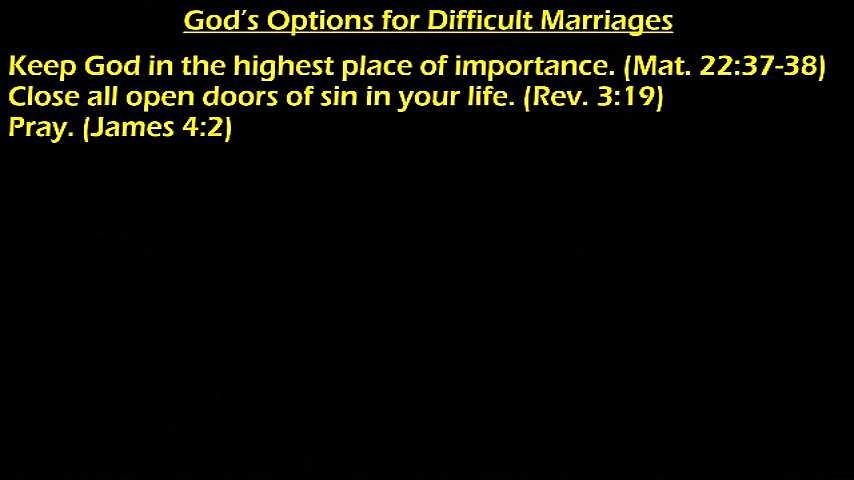 God's Options for Difficult Marriages
Keep God in the highest place of importance. (Mat. 22:37-38)
Close all open doors of sin in your life. (Rev. 3:19)
Pray. (James 4:2)